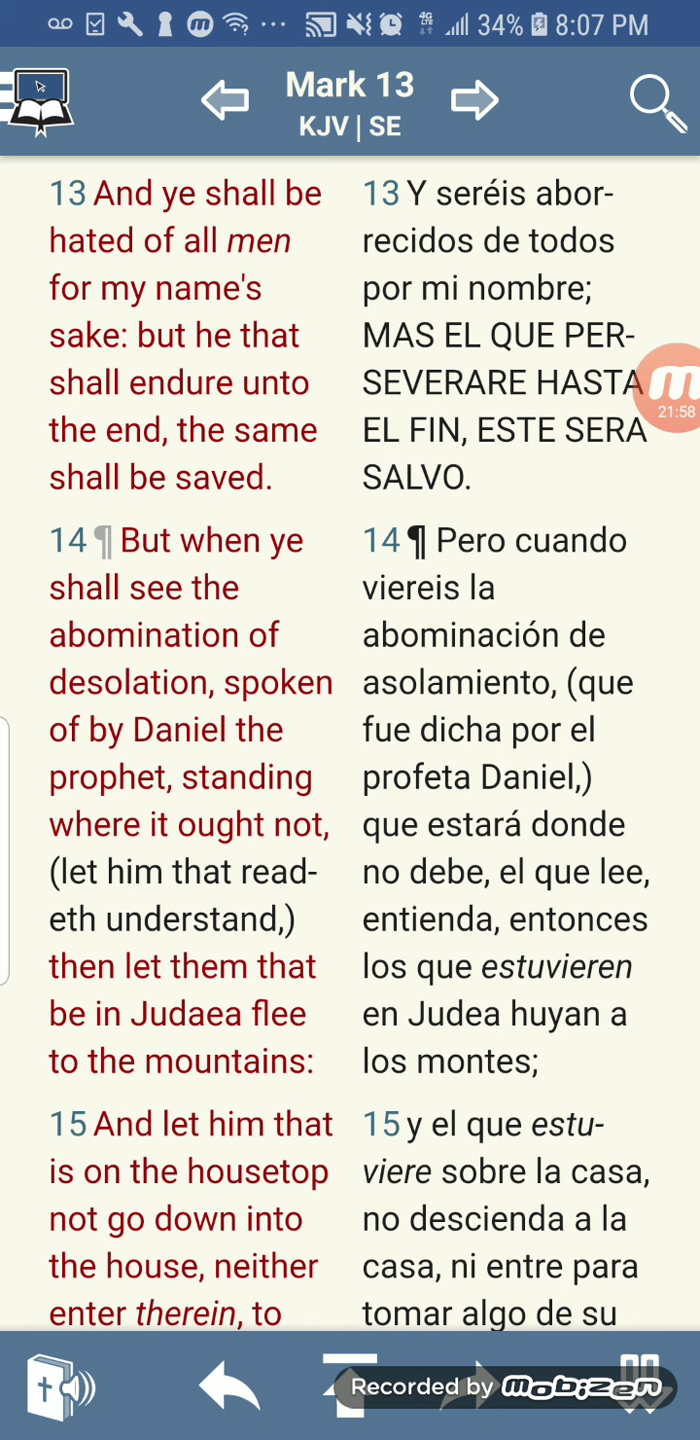 34% 8:07 PM
Mark 13
KJV | SE
13 And ye shall be
hated of all men
for my name's
sake: but he that
shall endure unto
the end, the same
shall be saved.
14 ¶ But when ye
shall see the
abomination of
desolation, spoken
of by Daniel the
prophet, standing
where it ought not,
(let him that read-
eth understand,)
then let them that
be in Judaea flee
to the mountains:
15 And let him that
is on the housetop
not go down into
the house, neither
enter therein, to
13 Y seréis abor-
recidos de todos
por mi nombre;
MAS EL QUE PER-
SEVERARE HASTA
EL FIN, ESTE SERA
SALVO.
14 ¶ Pero cuando
viereis la
abominación de
asolamiento, (que
fue dicha por el
profeta Daniel,)
que estará donde
no debe, el que lee,
entienda, entonces
los que estuvieren
en Judea huyan a
los montes;
15 y el que estu-
viere sobre la casa,
no descienda a la
casa, ni entre para
tomar algo de su
m
21:58
Recorded by mobizen